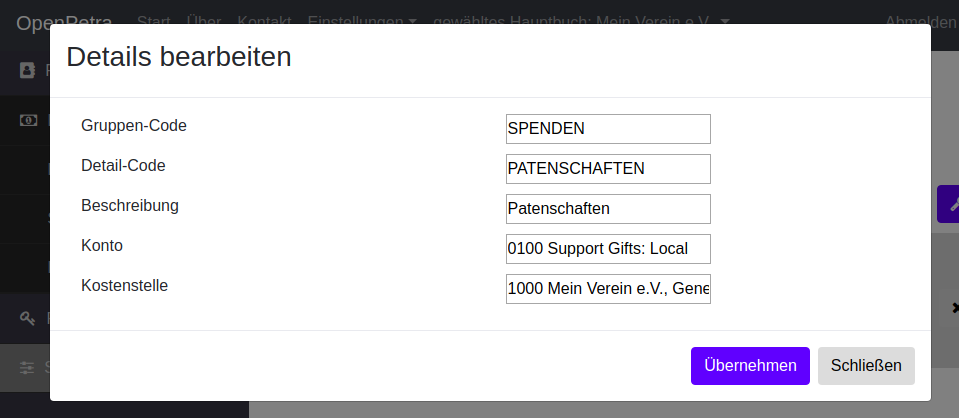 OpenPetra Start Über Kontakt Einstellungen gewähltes Hauptbuch: Mein Verein e.V. Abmelden
Details bearbeiten
Gruppen-Code SPENDEN
Detail-Code PATENSCHAFTEN
Beschreibung Patenschaften
Konto 0100 Support Gifts: Local
Kostenstelle 1000 Mein Verein e.V., Gene
Übernehmen Schließen